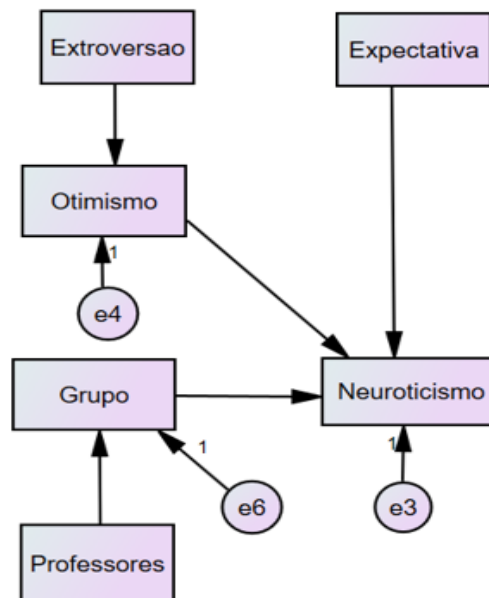 Extroversao
Expectativa
Otimismo
1
e4
Grupo
Neuroticismo
1
1
e6
e3
Professores